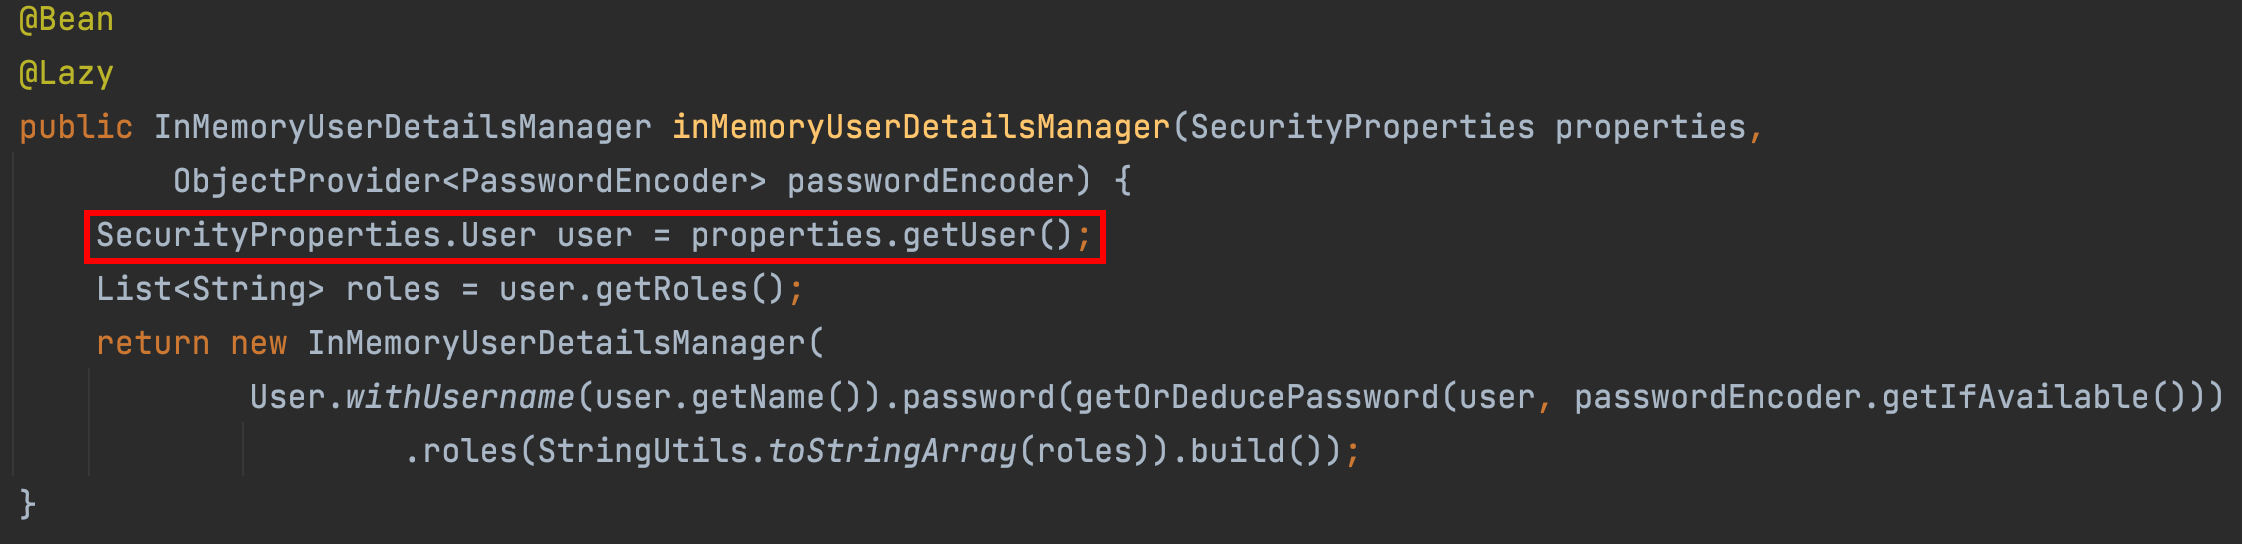 @Bean
@Lazy
public InMemoryUserDetailsManager inMemoryUserDetailsManager(SecurityProperties properties,
ObjectProvider<PasswordEncoder> passwordEncoder) {
SecurityProperties.User user = properties.getUser();
List<String> roles = user.getRoles();
return new InMemoryUserDetailsManager(
User.withUsername(user.getName()).password(getOrDeducePassword(user, passwordEncoder.getIfAvailable()))
.roles(StringUtils.toStringArray(roles)).build());
}